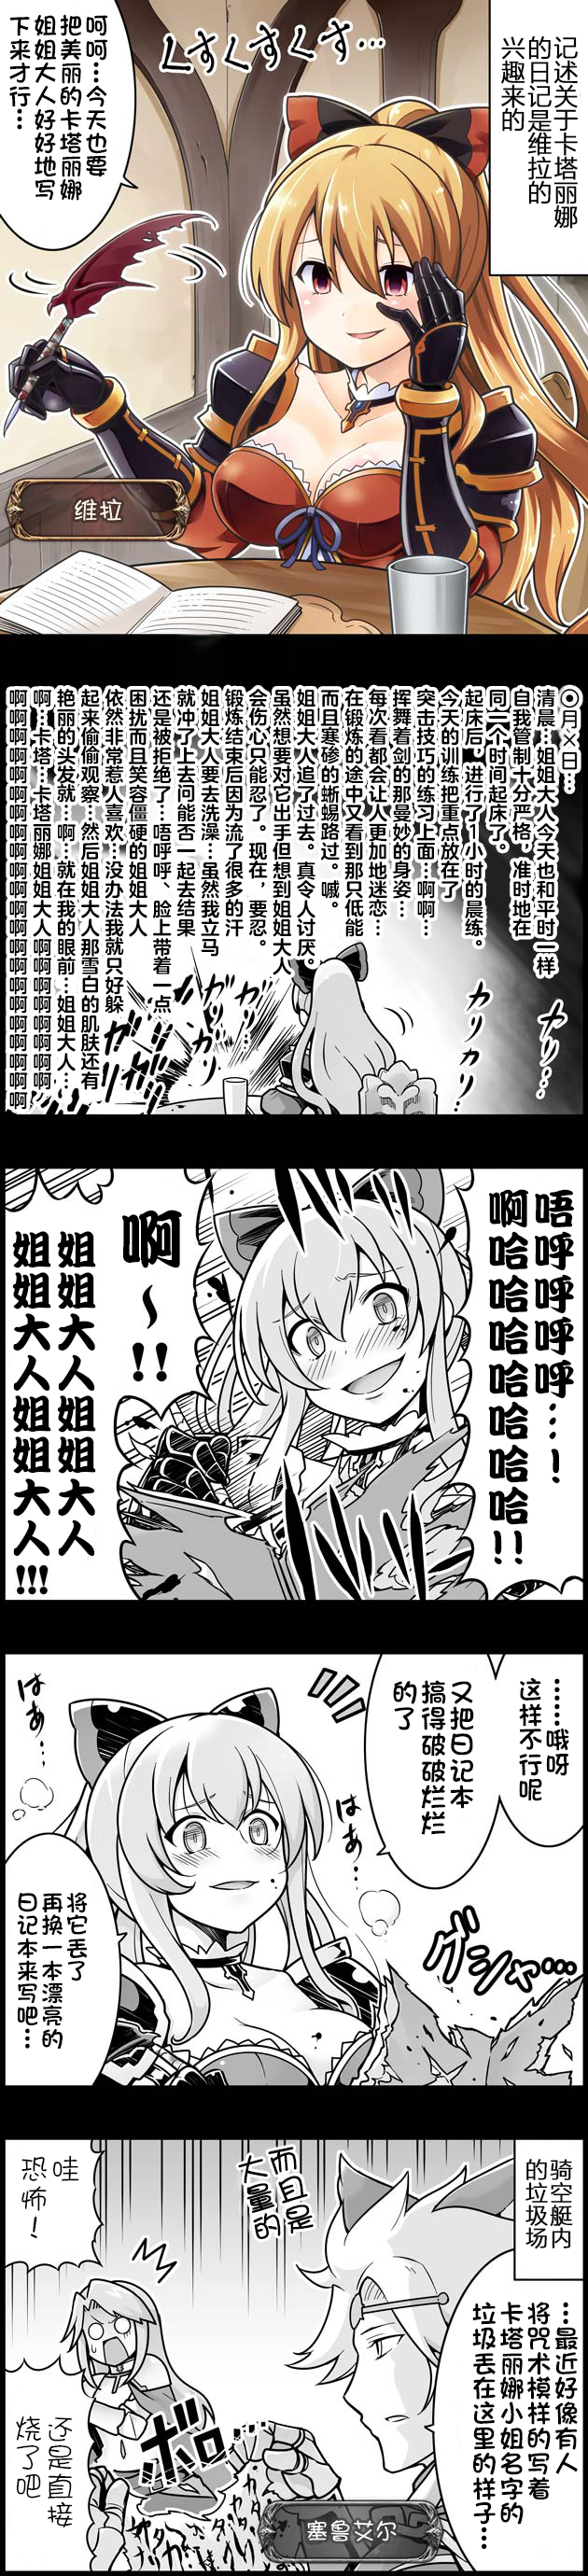 记述关于卡塔丽娜
的日记是维拉的
兴趣来的
くすくすくす…
呵呵…今天也要
把美丽的卡塔丽娜
姐姐大人好好地写
下来才行…
维拉
◎月×日…
清晨…姐姐大人今天也和平时一样
自我管制十分严格，准时地在
同一个时间起床了。
起床后，进行了1小时的晨练。
今天的训练把重点放在了
突击技巧的练习上面…啊啊…
挥舞着剑的那曼妙的身姿…
每次看都会让人更加地迷恋…
在锻炼的途中又看到那只低能
而且寒碜的蜥蜴路过。嘁。
姐姐大人追了过去。真令人讨厌。
虽然想要对它出手但想到姐姐大人
会伤心只能忍了。现在，要忍。
锻炼结束后因为流了很多的汗
姐姐大人要去洗澡…虽然我立马
就冲了上去问能否一起去结果
还是被拒绝了…唔呼呼、脸上带着一点
困扰而且笑容僵硬的姐姐大人
依然非常惹人喜欢…没办法我就只好躲
起来偷偷观察…然后姐姐大人那雪白的肌肤还有
艳丽的头发就…啊…就在我的眼前…姐姐大人…
啊…卡塔…卡塔丽娜姐姐大人啊啊啊啊啊啊啊啊
カリ…
カリカリ
カリカリ
ガリガリ
唔呼呼呼呼…！
啊哈哈哈哈哈哈哈!!
啊～!!
姐姐大人姐姐大人
姐姐大人姐姐大人!!!
……哦呀
这样不行呢
又把日记本
搞得破破烂烂
的了
はぁ…
はぁ…
グシャ…
将它丢了
再换一本漂亮的
日记本来写吧…
骑空艇内
的垃圾场
…最近好像有人
将咒术模样的写着
卡塔丽娜小姐名字的
垃圾丢在这里的样子…
而且是
大量的
哇
恐怖！
ボロ…
还是直接
烧了吧
カタカタ
塞鲁艾尔